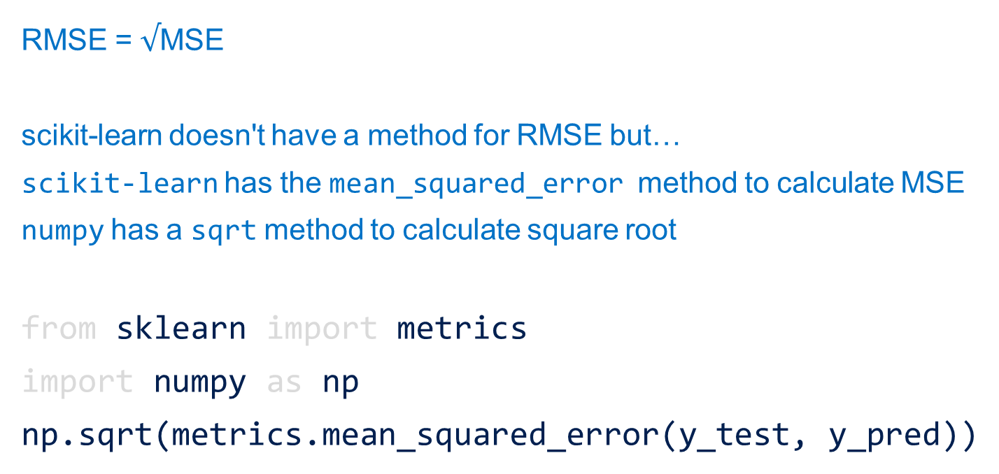 RMSE = √MSE
scikit-learn doesn't have a method for RMSE but…
scikit-learn has the mean_squared_error method to calculate MSE
numpy has a sqrt method to calculate square root
from sklearn import metrics
import numpy as np
np.sqrt(metrics.mean_squared_error(y_test, y_pred))